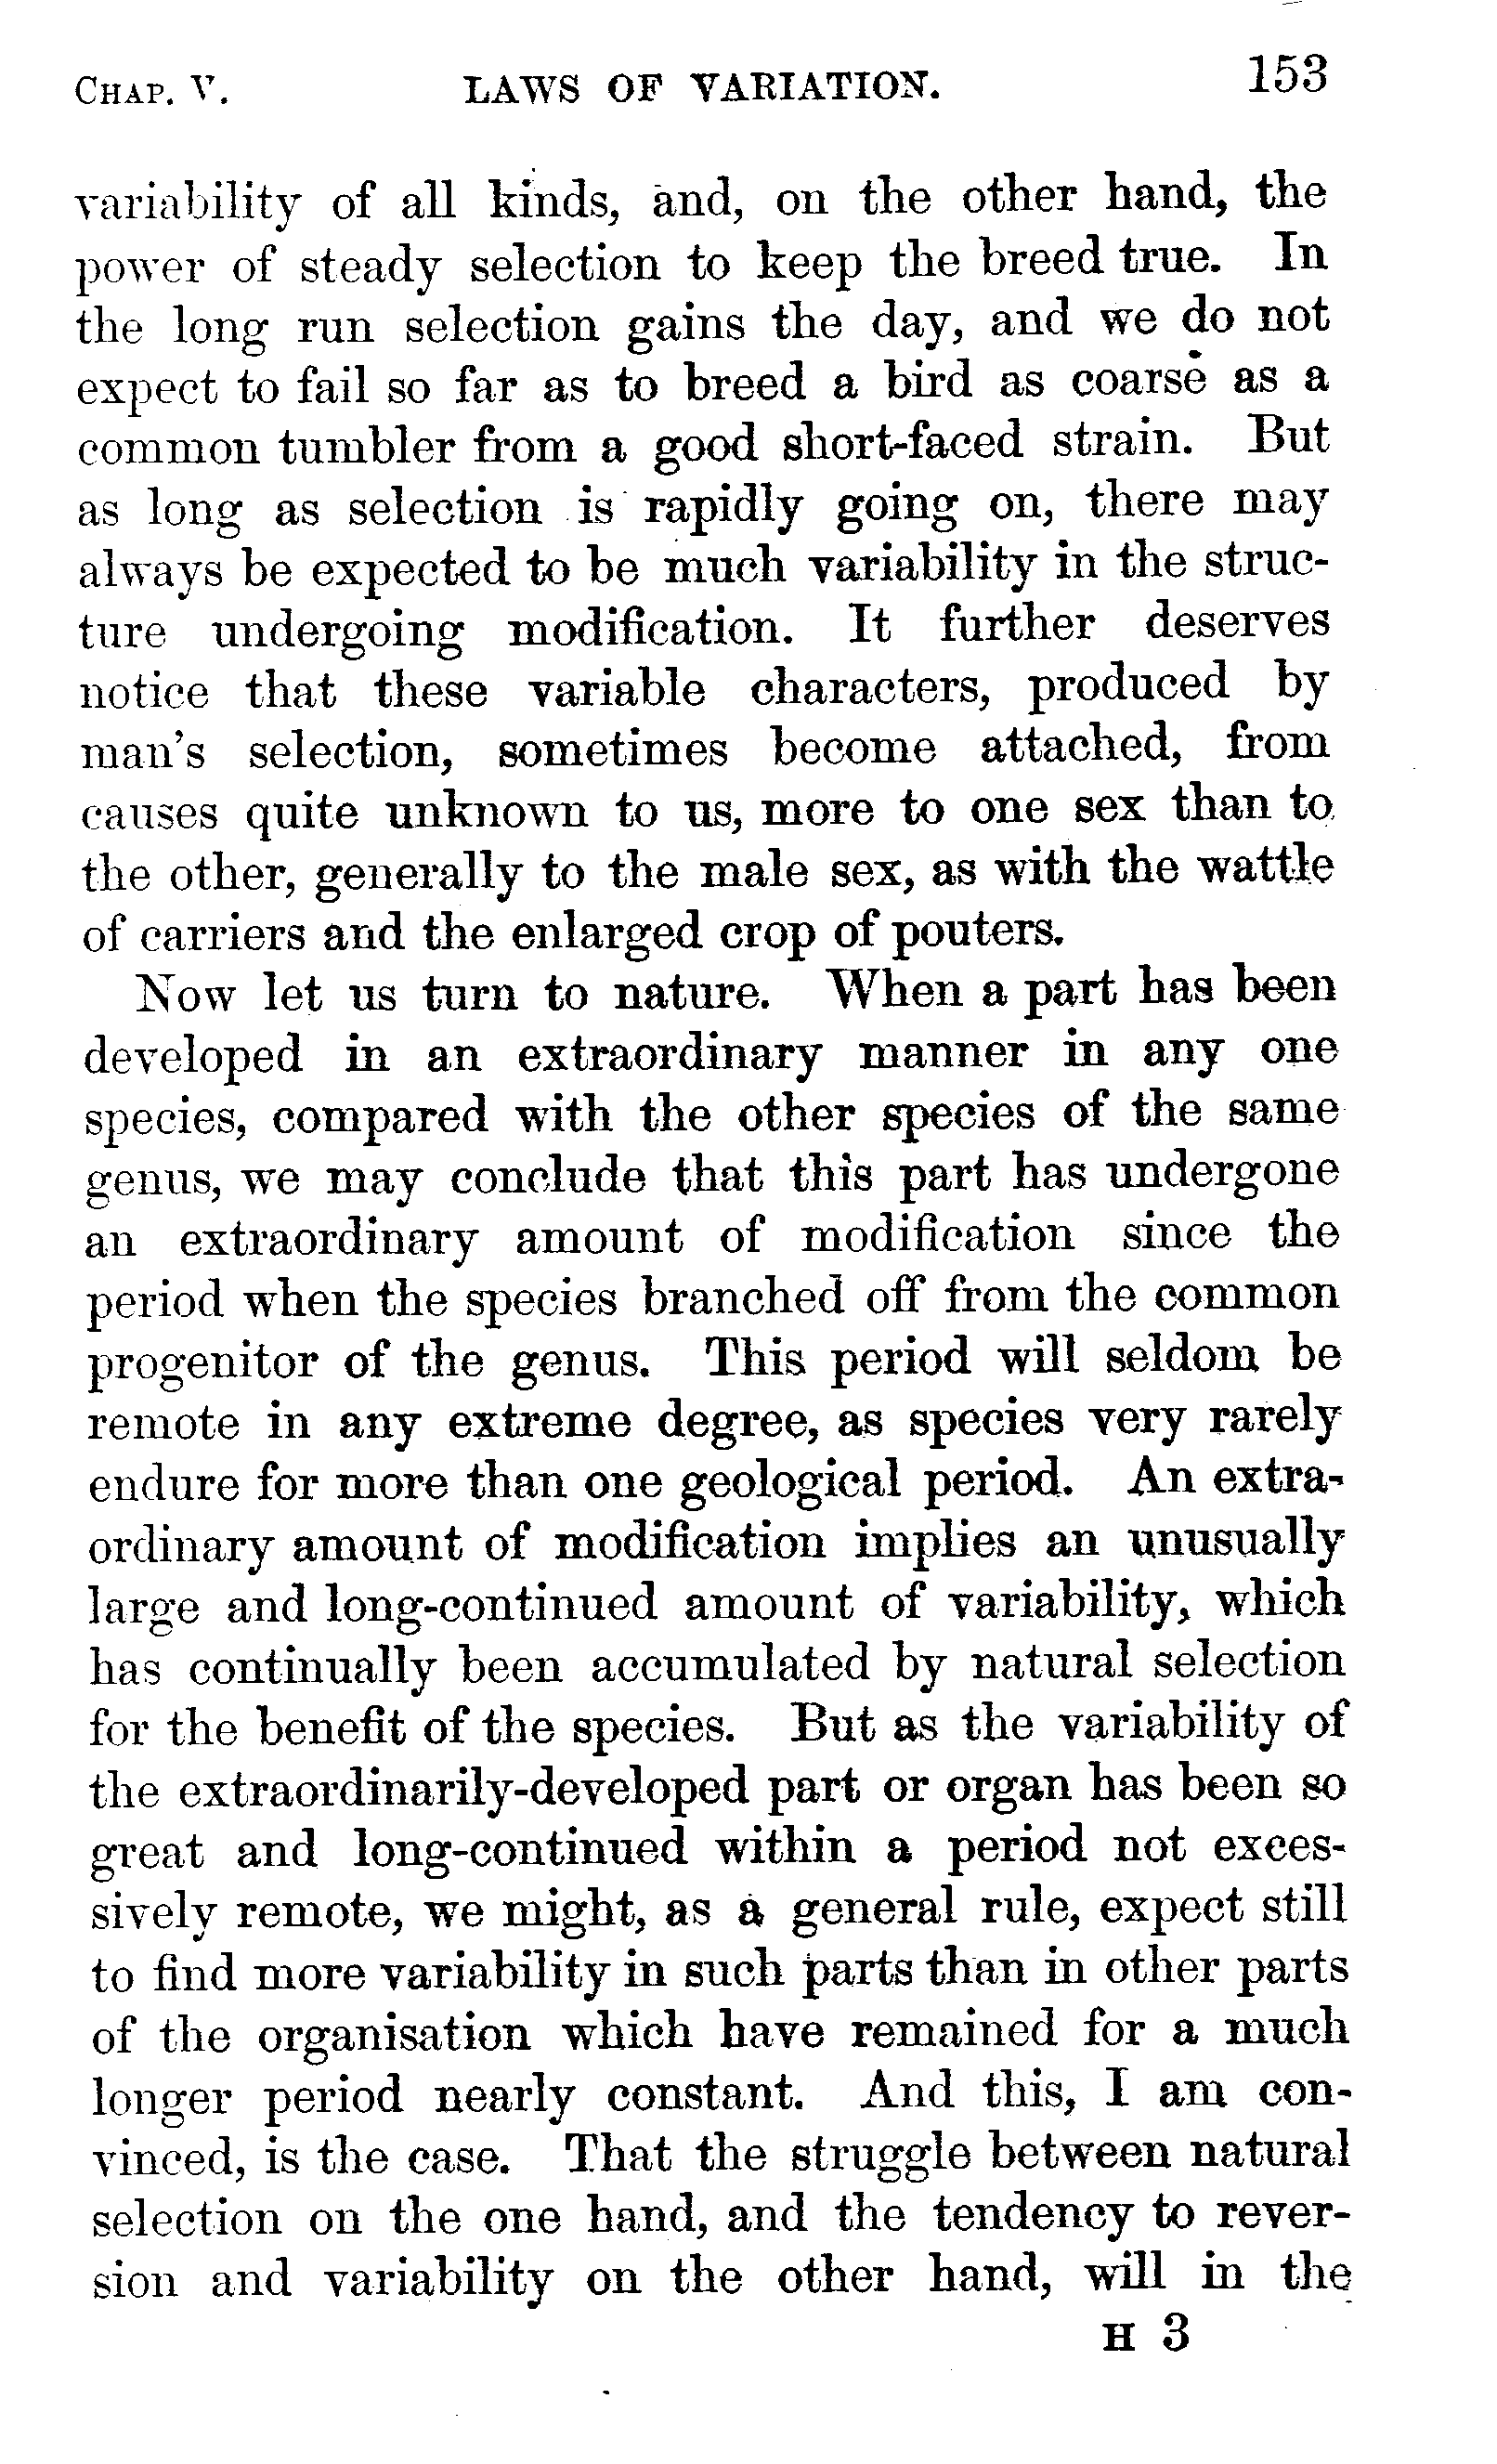 CHAP. V. LAWS OF VARIATION. 153
variability of all kinds, and, on the other hand, the
power of steady selection to keep the breed true. In
the long run selection gains the day, and we do not
expect to fail so far as to breed a bird as coarse as a
common tumbler from a good short-faced strain. But
as long as selection is rapidly going on, there may
always be expected to be much variability in the struc-
ture undergoing modification. It further deserves
notice that these variable characters, produced by
man's selection, sometimes become attached, from
causes quite unknown to us, more to one sex than to
the other, generally to the male sex, as with the wattle
of carriers and the enlarged crop of pouters.
Now let us turn to nature. When a part has been
developed in an extraordinary manner in any one
species, compared with the other species of the same
genus, we may conclude that this part has undergone
an extraordinary amount of modification since the
period when the species branched off from the common
progenitor of the genus. This period will seldom be
remote in any extreme degree, as species very rarely
endure for more than one geological period. An extra-
ordinary amount of modification implies an unusually
large and long-continued amount of variability, which
has continually been accumulated by natural selection
for the benefit of the species. But as the variability of
the extraordinarily-developed part or organ has been so
great and long-continued within a period not exces-
sively remote, we might, as a general rule, expect still
to find more variability in such parts than in other parts
of the organisation which have remained for a much
longer period nearly constant. And this, I am con-
vinced, is the case. That the struggle between natural
selection on the one hand, and the tendency to rever-
sion and variability on the other hand, will in the
H 3